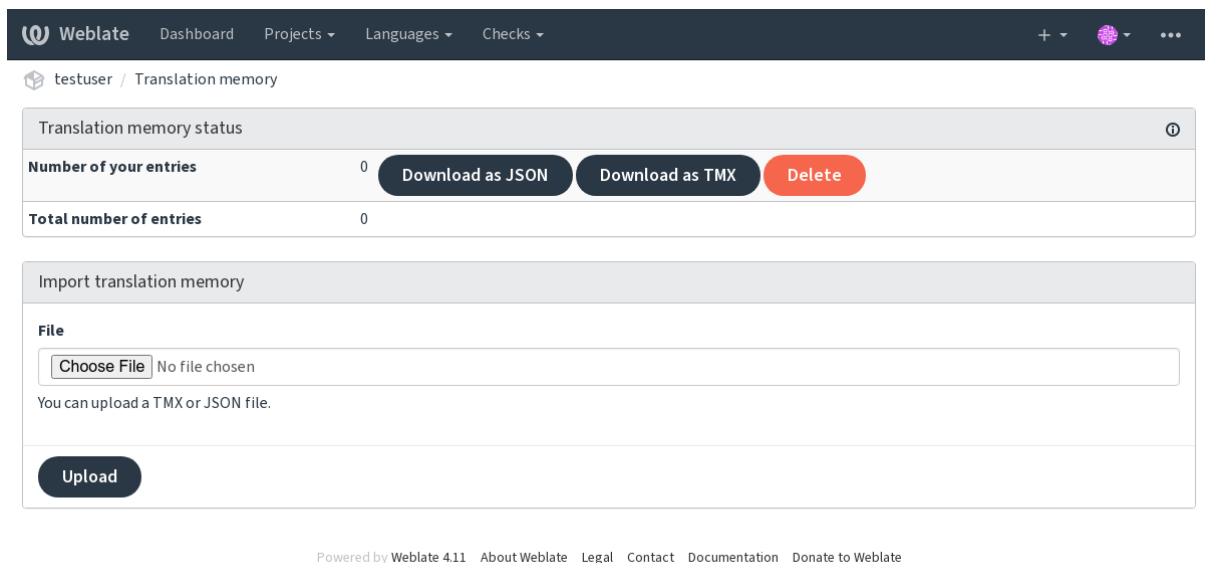 Weblate Dashboard Projects Languages Checks
testuser / Translation memory
Translation memory status
Number of your entries 0 Download as JSON Download as TMX Delete
Total number of entries 0
Import translation memory
File
Choose File No file chosen
You can upload a TMX or JSON file.
Upload
Powered by Weblate 4.11 About Weblate Legal Contact Documentation Donate to Weblate